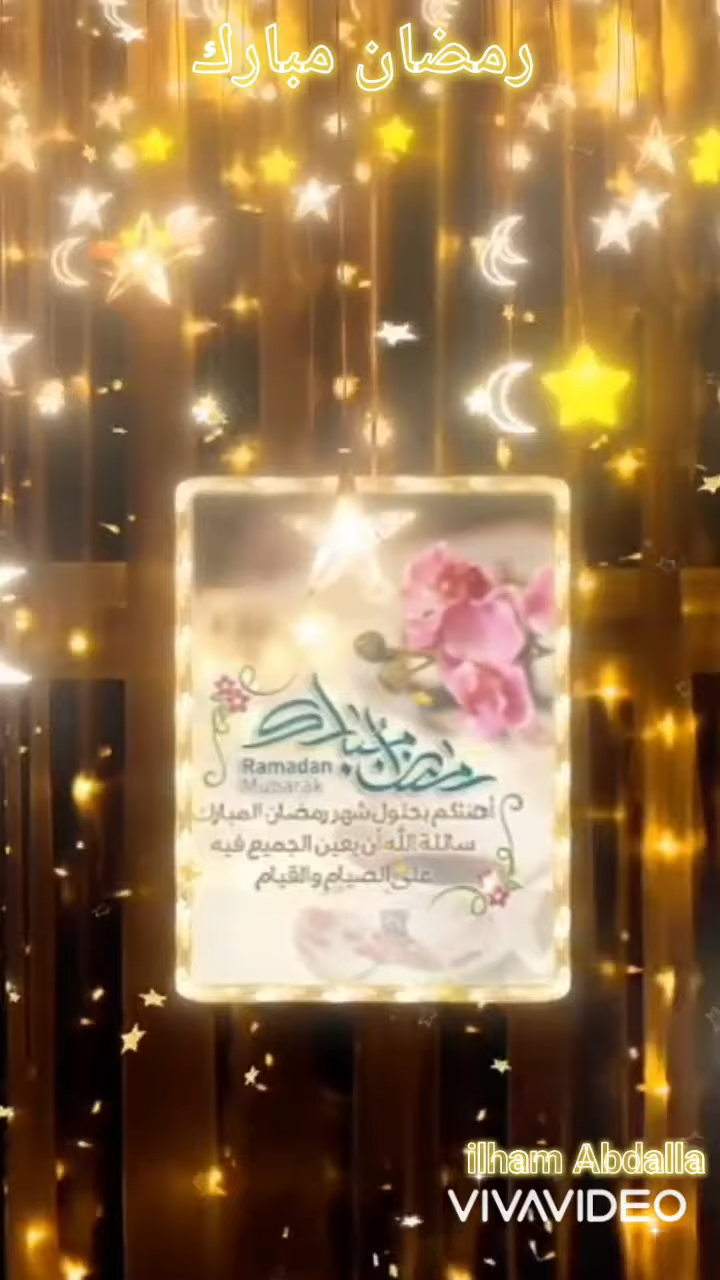 رمضان مبارك
رمضان مبارك
Ramadan
Mubarak
أهنئكم بحلول شهر رمضان المبارك
سائلة الله أن يعين الجميع فيه
على الصيام والقيام
ilham Abdalla
VIVAVIDEO